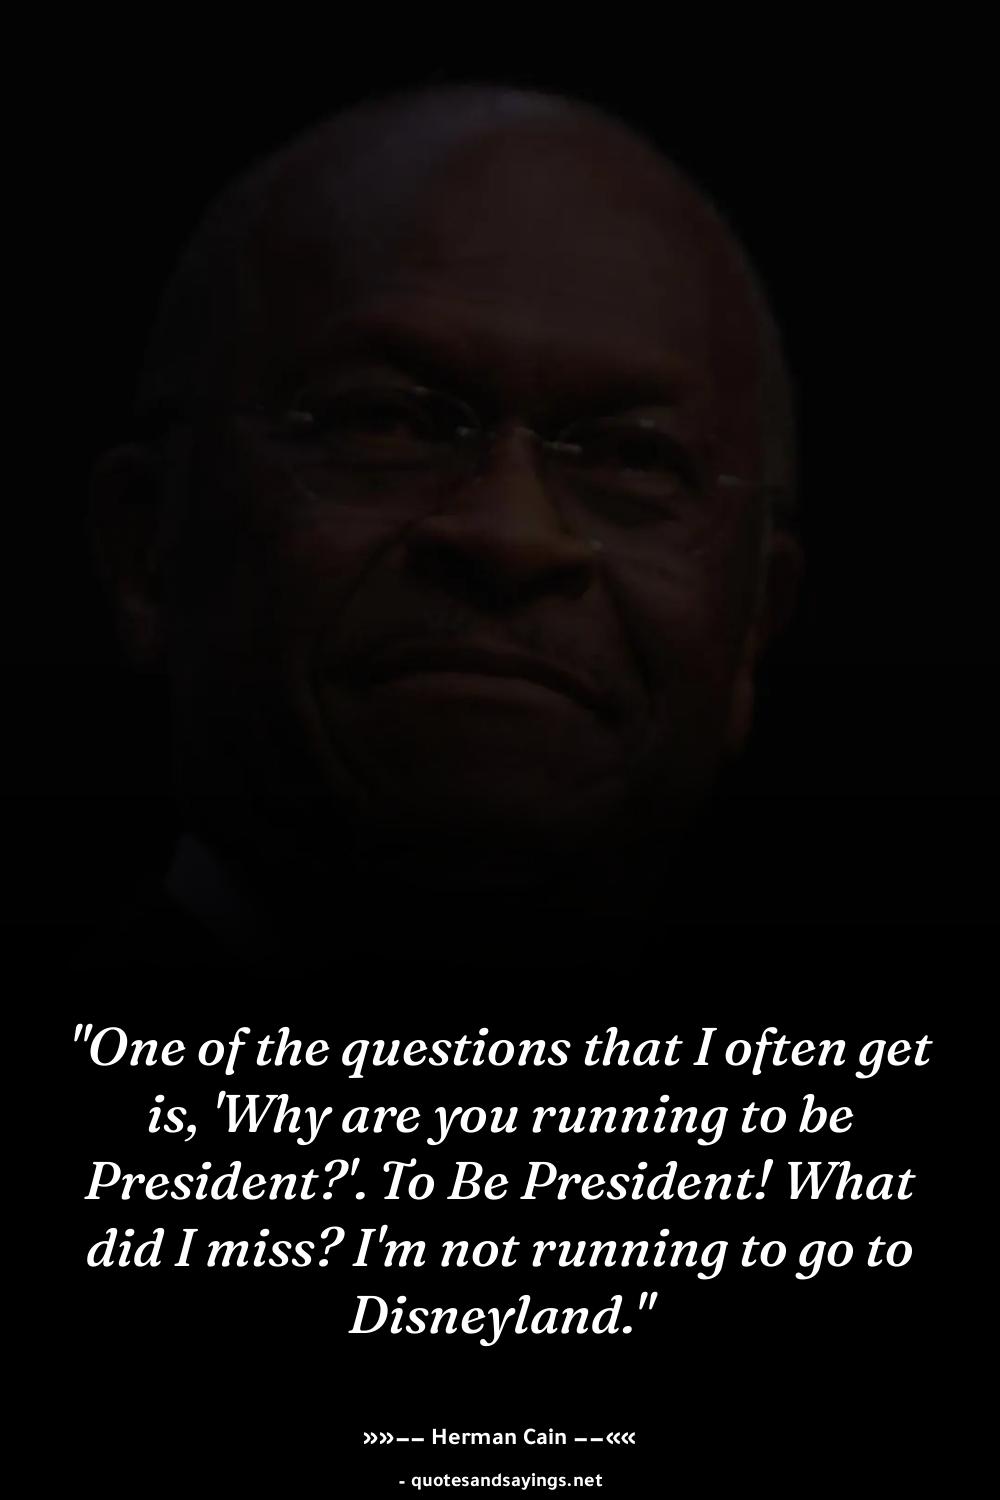 "One of the questions that I often get
is, 'Why are you running to be
President?'. To Be President! What
did I miss? I'm not running to go to
Disneyland."
»»−− Herman Cain −−««
- quotesandsayings.net